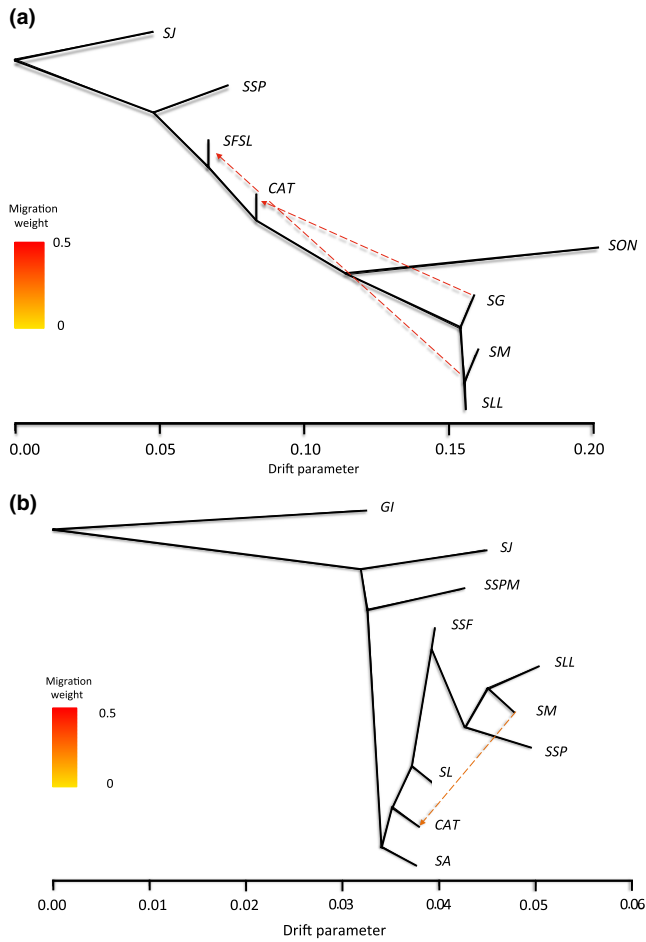 (a)
SJ
SSP
SFSL
CAT
Migration
weight
0.5
0
SON
SG
SM
SLL
0.00 0.05 0.10 0.15 0.20
Drift parameter
(b)
GI
SJ
SSPM
SSF
SLL
Migration
weight
0.5
0
SM
SSP
SL
CAT
SA
0.00 0.01 0.02 0.03 0.04 0.05 0.06
Drift parameter